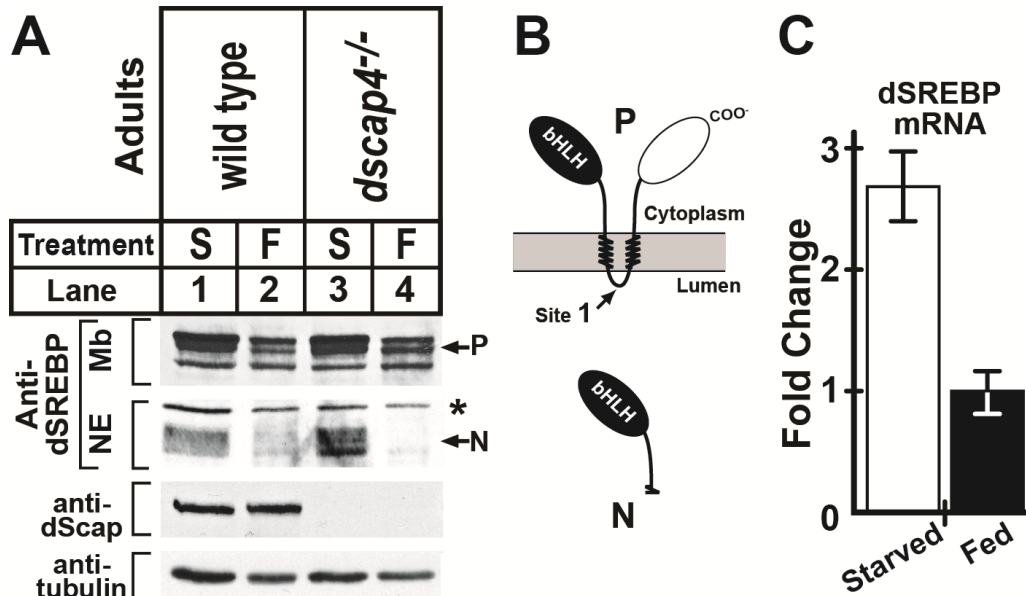 A
Adults
wild type
dscap4-/-
Treatment S F S F
Lane 1 2 3 4
Anti-
dSREBP
Mb
P
NE
*
N
anti-
dScap
anti-
tubulin
B
P
COO-
bHLH
Cytoplasm
Lumen
Site 1
bHLH
N
C
dSREBP
mRNA
Fold Change
3
2
1
0
Starved
Fed